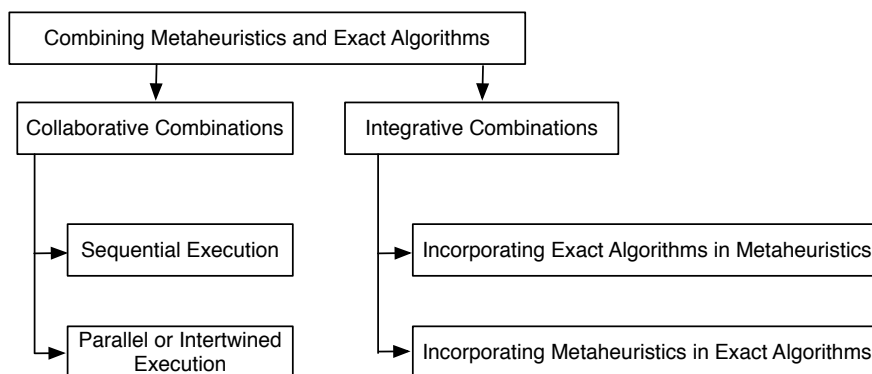 Combining Metaheuristics and Exact Algorithms
Collaborative Combinations
Integrative Combinations
Sequential Execution
Incorporating Exact Algorithms in Metaheuristics
Parallel or Intertwined
Execution
Incorporating Metaheuristics in Exact Algorithms